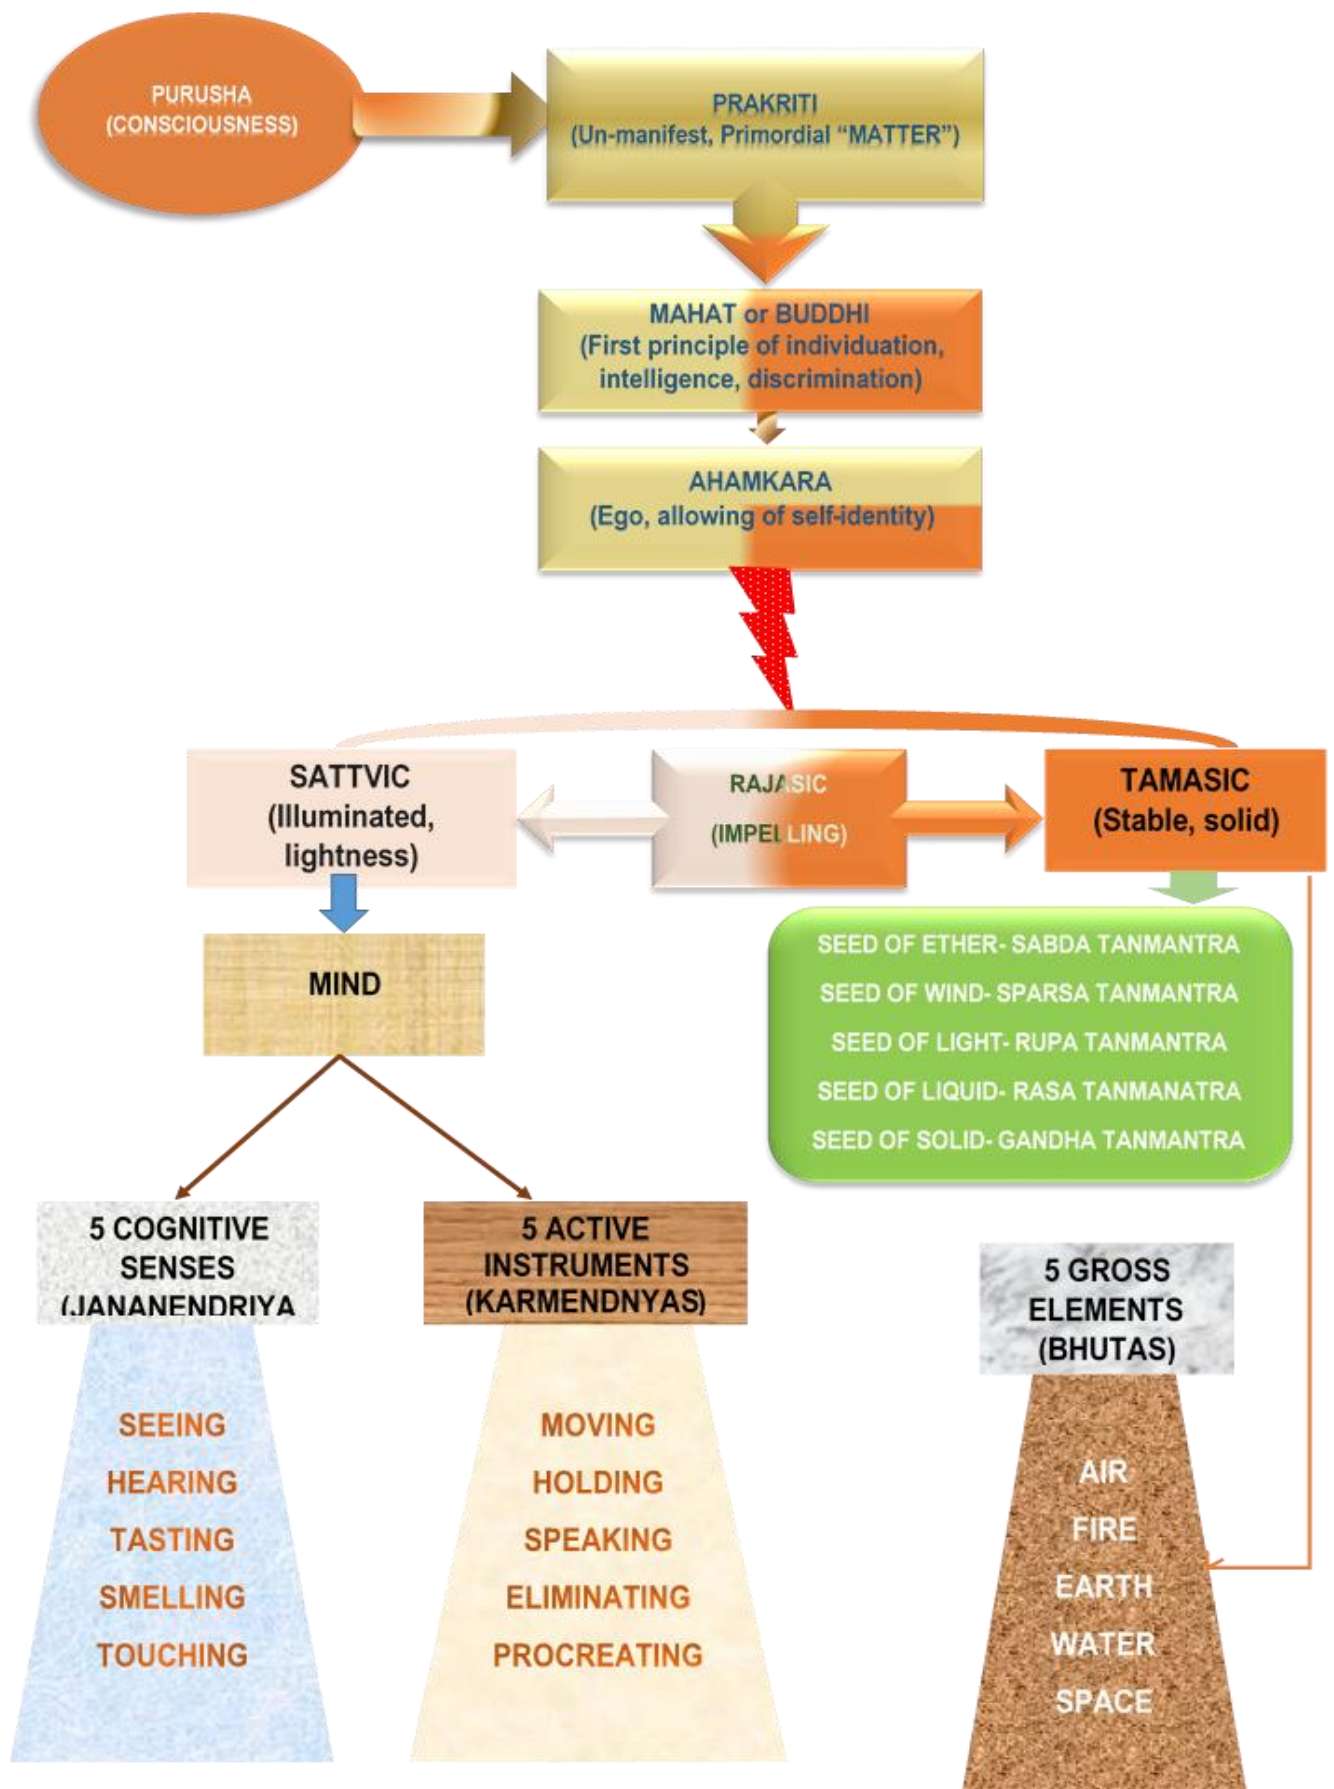 PURUSHA
(CONSCIOUSNESS)
PRAKRITI
(Un-manifest, Primordial “MATTER”)
MAHAT or BUDDHI
(First principle of individuation,
intelligence, discrimination)
AHAMKARA
(Ego, allowing of self-identity)
SATTVIC
(Illuminated,
lightness)
RAJASIC
(IMPELLING)
TAMASIC
(Stable, solid)
MIND
SEED OF ETHER- SABDA TANMANTRA
SEED OF WIND- SPARSA TANMANTRA
SEED OF LIGHT- RUPA TANMANTRA
SEED OF LIQUID- RASA TANMANATRA
SEED OF SOLID- GANDHA TANMANTRA
5 COGNITIVE
SENSES
(JANANENDRIYA
5 ACTIVE
INSTRUMENTS
(KARMENDNYAS)
5 GROSS
ELEMENTS
(BHUTAS)
SEEING
HEARING
TASTING
SMELLING
TOUCHING
MOVING
HOLDING
SPEAKING
ELIMINATING
PROCREATING
AIR
FIRE
EARTH
WATER
SPACE